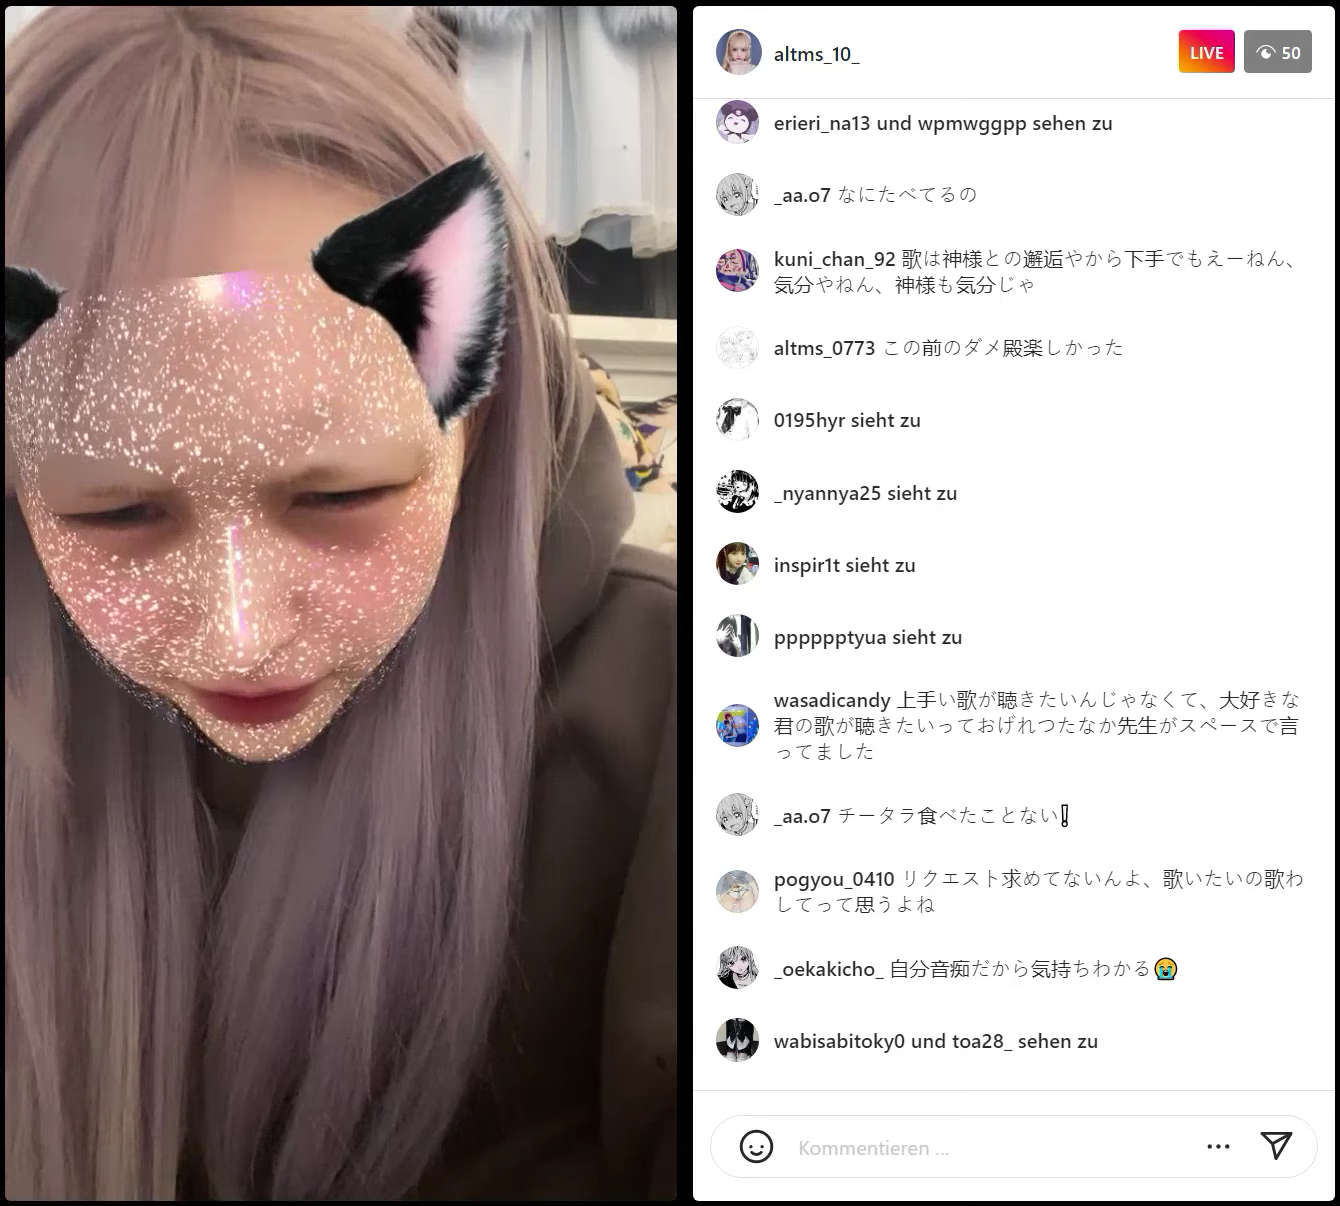 altms_10_
LIVE
50
erieri_na13 und wpmwggpp sehen zu
_aa.o7 なにたべてるの
kuni_chan_92 歌は神様との邂逅やから下手でもえーねん、
気分やねん、神様も気分じゃ
altms_0773 この前のダメ殿楽しかった
0195hyr sieht zu
_nyannya25 sieht zu
inspir1t sieht zu
pppppptyua sieht zu
wasadicandy 上手い歌が聴きたいんじゃなくて、大好きな
君の歌が聴きたいっておげれつたなか先生がスペースで言
ってました
_aa.o7 チータラ食べたことない❕
pogyou_0410 リクエスト求めてないんよ、歌いたいの歌わ
してって思うよね
_oekakicho_ 自分音痴だから気持ちわかる😭
wabisabitoky0 und toa28_ sehen zu
Kommentieren ...